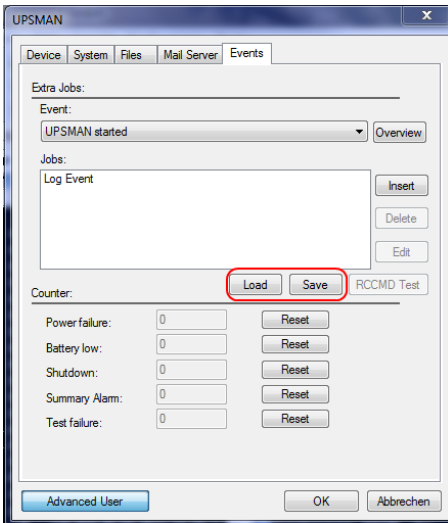 UPSMAN
x
Device System Files Mail Server Events
Extra Jobs:
Event:
UPSMAN started Overview
Jobs:
Log Event
Insert
Delete
Edit
Load Save RCCMD Test
Counter:
Power failure: 0 Reset
Battery low: 0 Reset
Shutdown: 0 Reset
Summary Alarm: 0 Reset
Test failure: 0 Reset
Advanced User OK Abbrechen